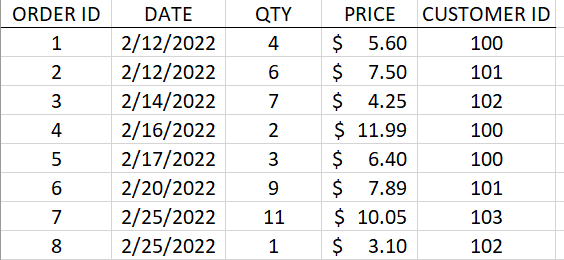 ORDER ID DATE QTY PRICE CUSTOMER ID
1 2/12/2022 4 $ 5.60 100
2 2/12/2022 6 $ 7.50 101
3 2/14/2022 7 $ 4.25 102
4 2/16/2022 2 $ 11.99 100
5 2/17/2022 3 $ 6.40 100
6 2/20/2022 9 $ 7.89 101
7 2/25/2022 11 $ 10.05 103
8 2/25/2022 1 $ 3.10 102